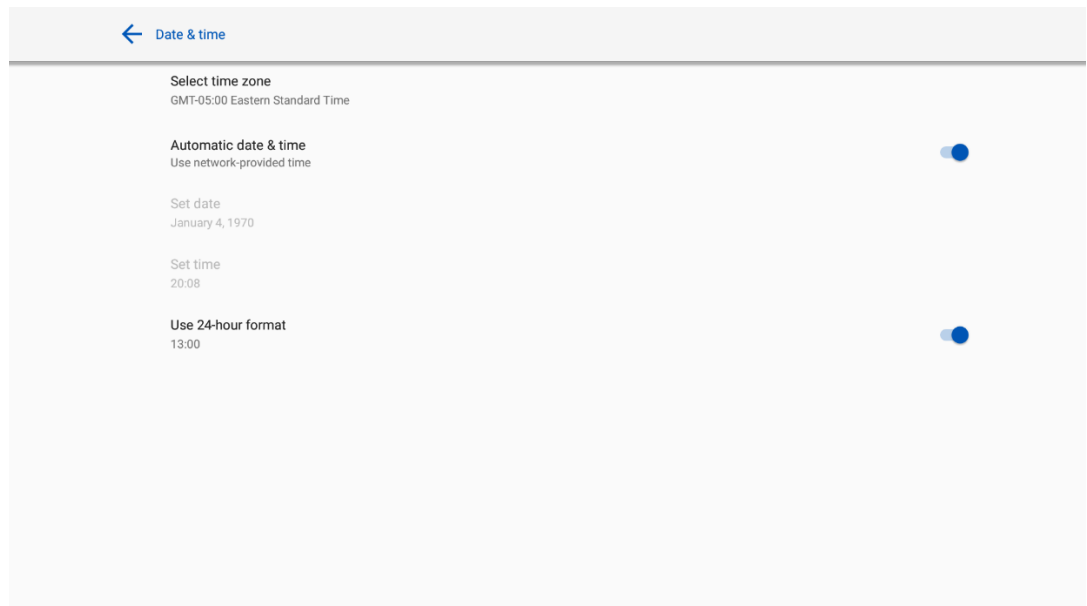 Date & time
Select time zone
GMT-05:00 Eastern Standard Time
Automatic date & time
Use network-provided time
Set date
January 4, 1970
Set time
20:08
Use 24-hour format
13:00